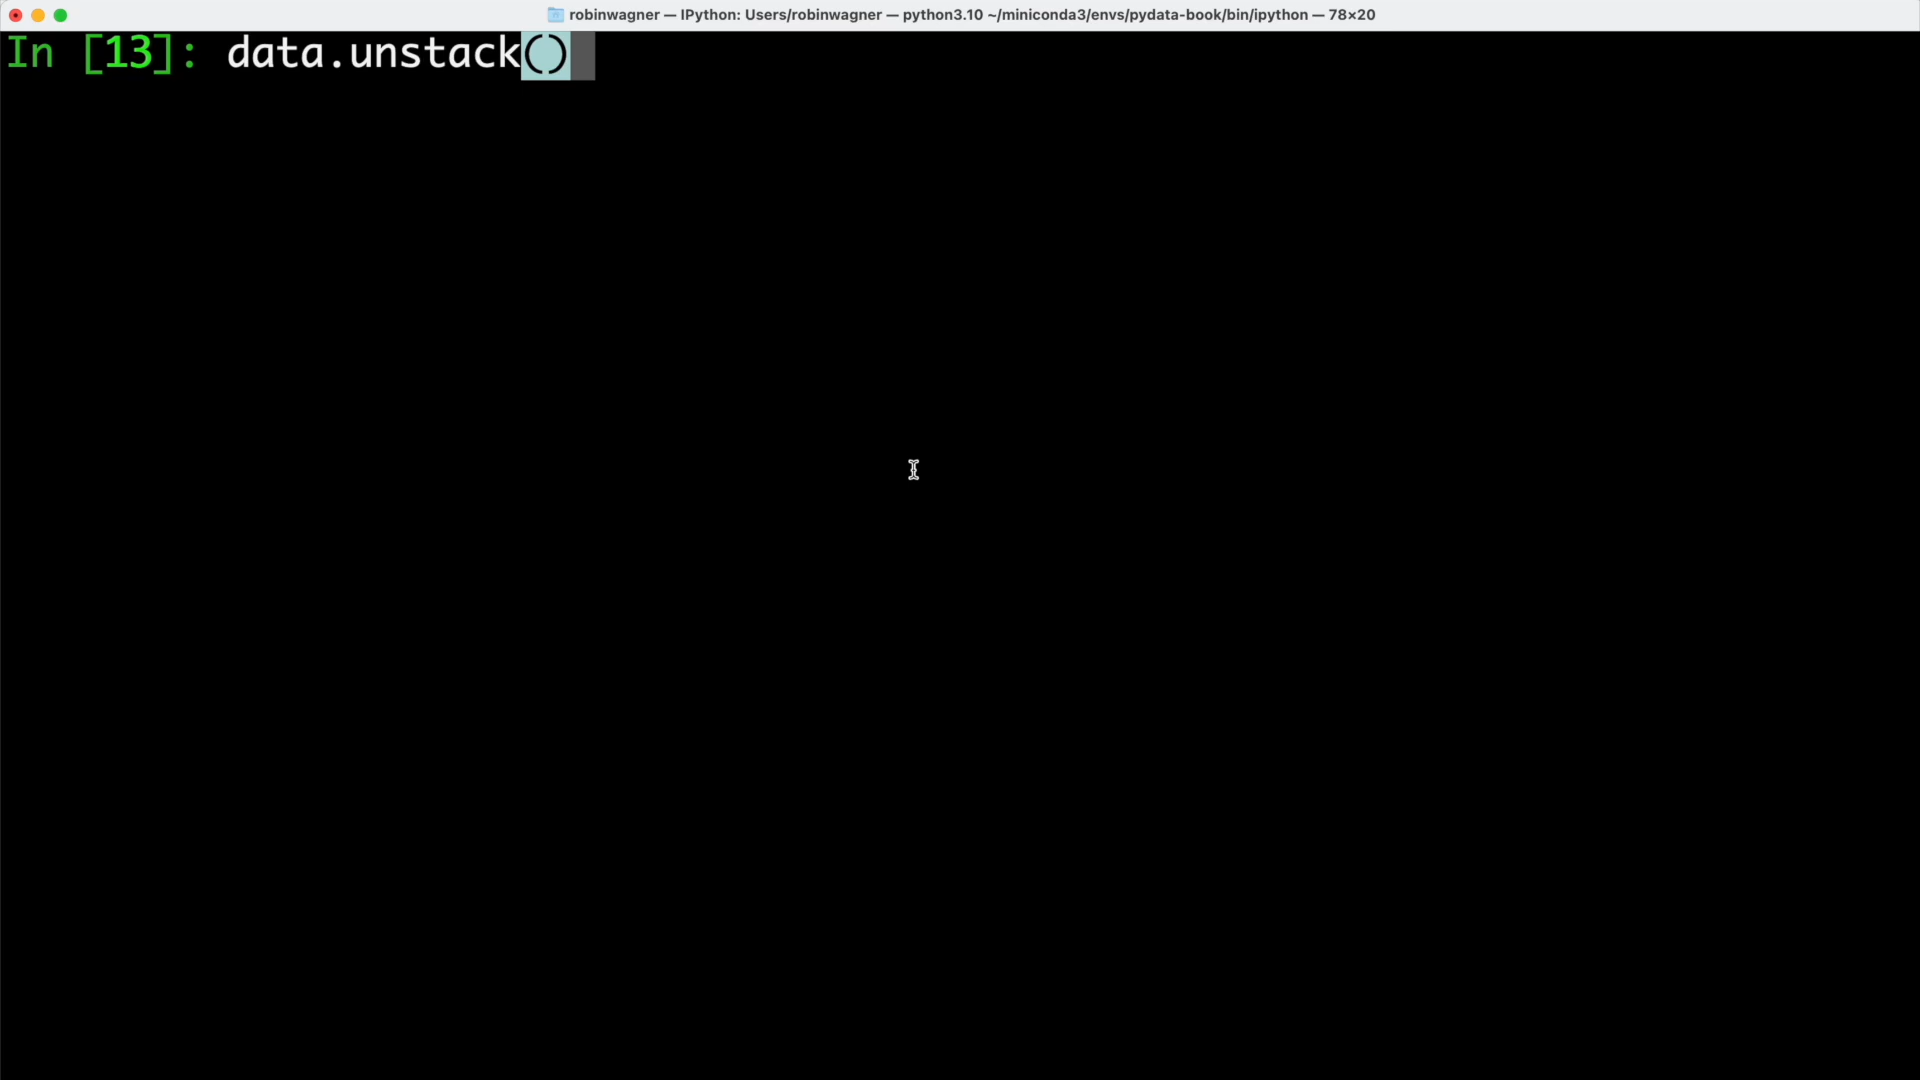 robinwagner — IPython: Users/robinwagner — python3.10 ~/miniconda3/envs/pydata-book/bin/ipython — 78×20
In [13]: data.unstack()